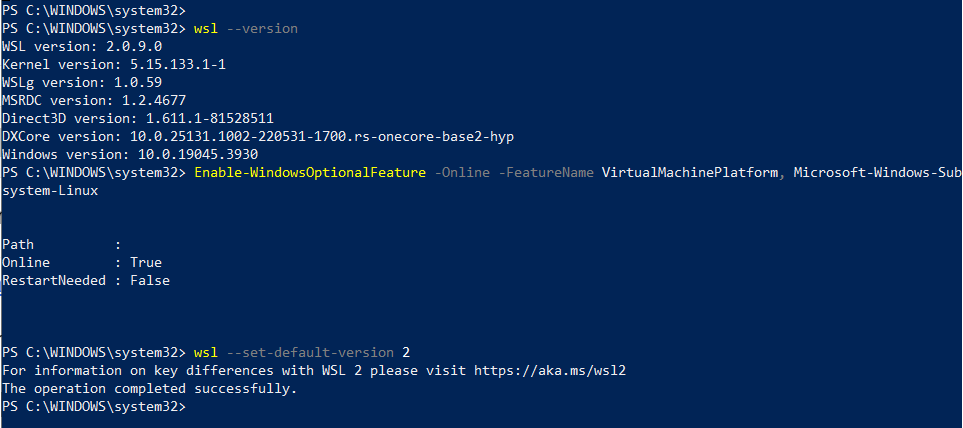 PS C:\WINDOWS\system32>
PS C:\WINDOWS\system32> wsl --version
WSL version: 2.0.9.0
Kernel version: 5.15.133.1-1
WSLg version: 1.0.59
MSRDC version: 1.2.4677
Direct3D version: 1.611.1-81528511
DXCore version: 10.0.25131.1002-220531-1700.rs-onecore-base2-hyp
Windows version: 10.0.19045.3930
PS C:\WINDOWS\system32> Enable-WindowsOptionalFeature -Online -FeatureName VirtualMachinePlatform, Microsoft-Windows-Sub
system-Linux
Path          :
Online        : True
RestartNeeded : False
PS C:\WINDOWS\system32> wsl --set-default-version 2
For information on key differences with WSL 2 please visit https://aka.ms/wsl2
The operation completed successfully.
PS C:\WINDOWS\system32>